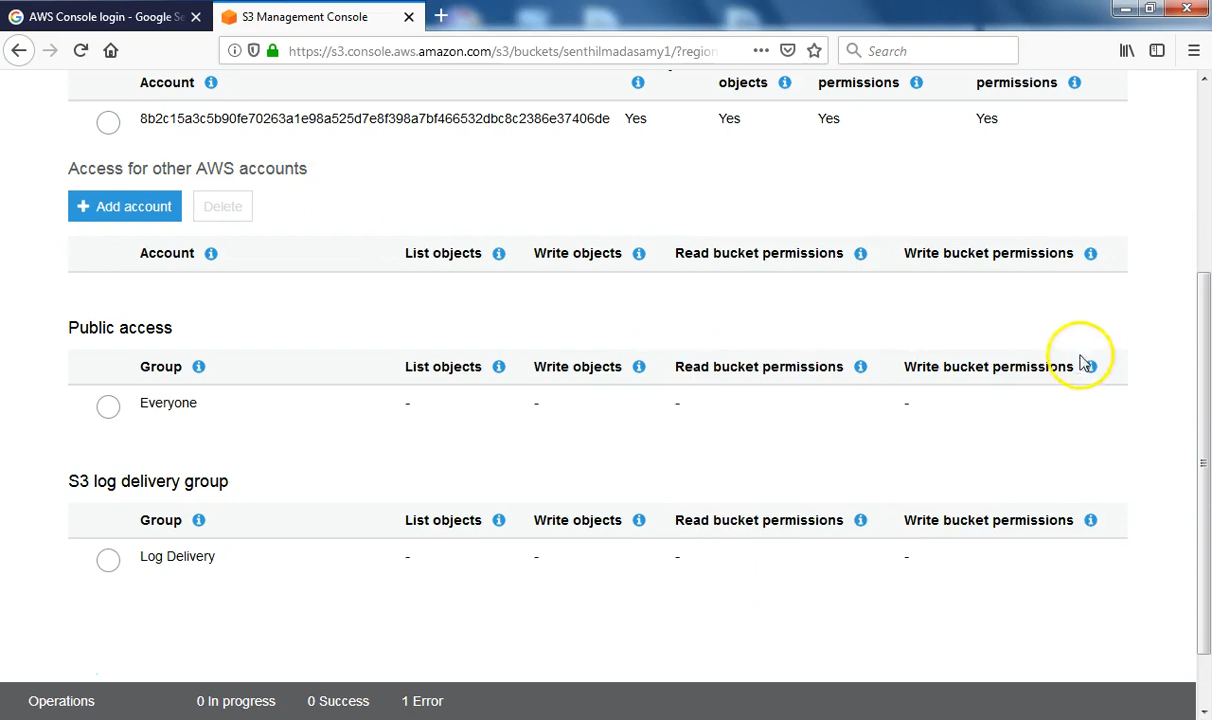 AWS Console login - Google Se
S3 Management Console
https://s3.console.aws.amazon.com/s3/buckets/senthilmadasamy1/?region
Search
Account objects permissions permissions
8b2c15a3c5b90fe70263a1e98a525d7e8f398a7bf466532dbc8c2386e37406de Yes Yes Yes Yes
Access for other AWS accounts
+ Add account Delete
Account List objects Write objects Read bucket permissions Write bucket permissions
Public access
Group List objects Write objects Read bucket permissions Write bucket permissions
Everyone - - - -
S3 log delivery group
Group List objects Write objects Read bucket permissions Write bucket permissions
Log Delivery - - - -
Operations 0 In progress 0 Success 1 Error